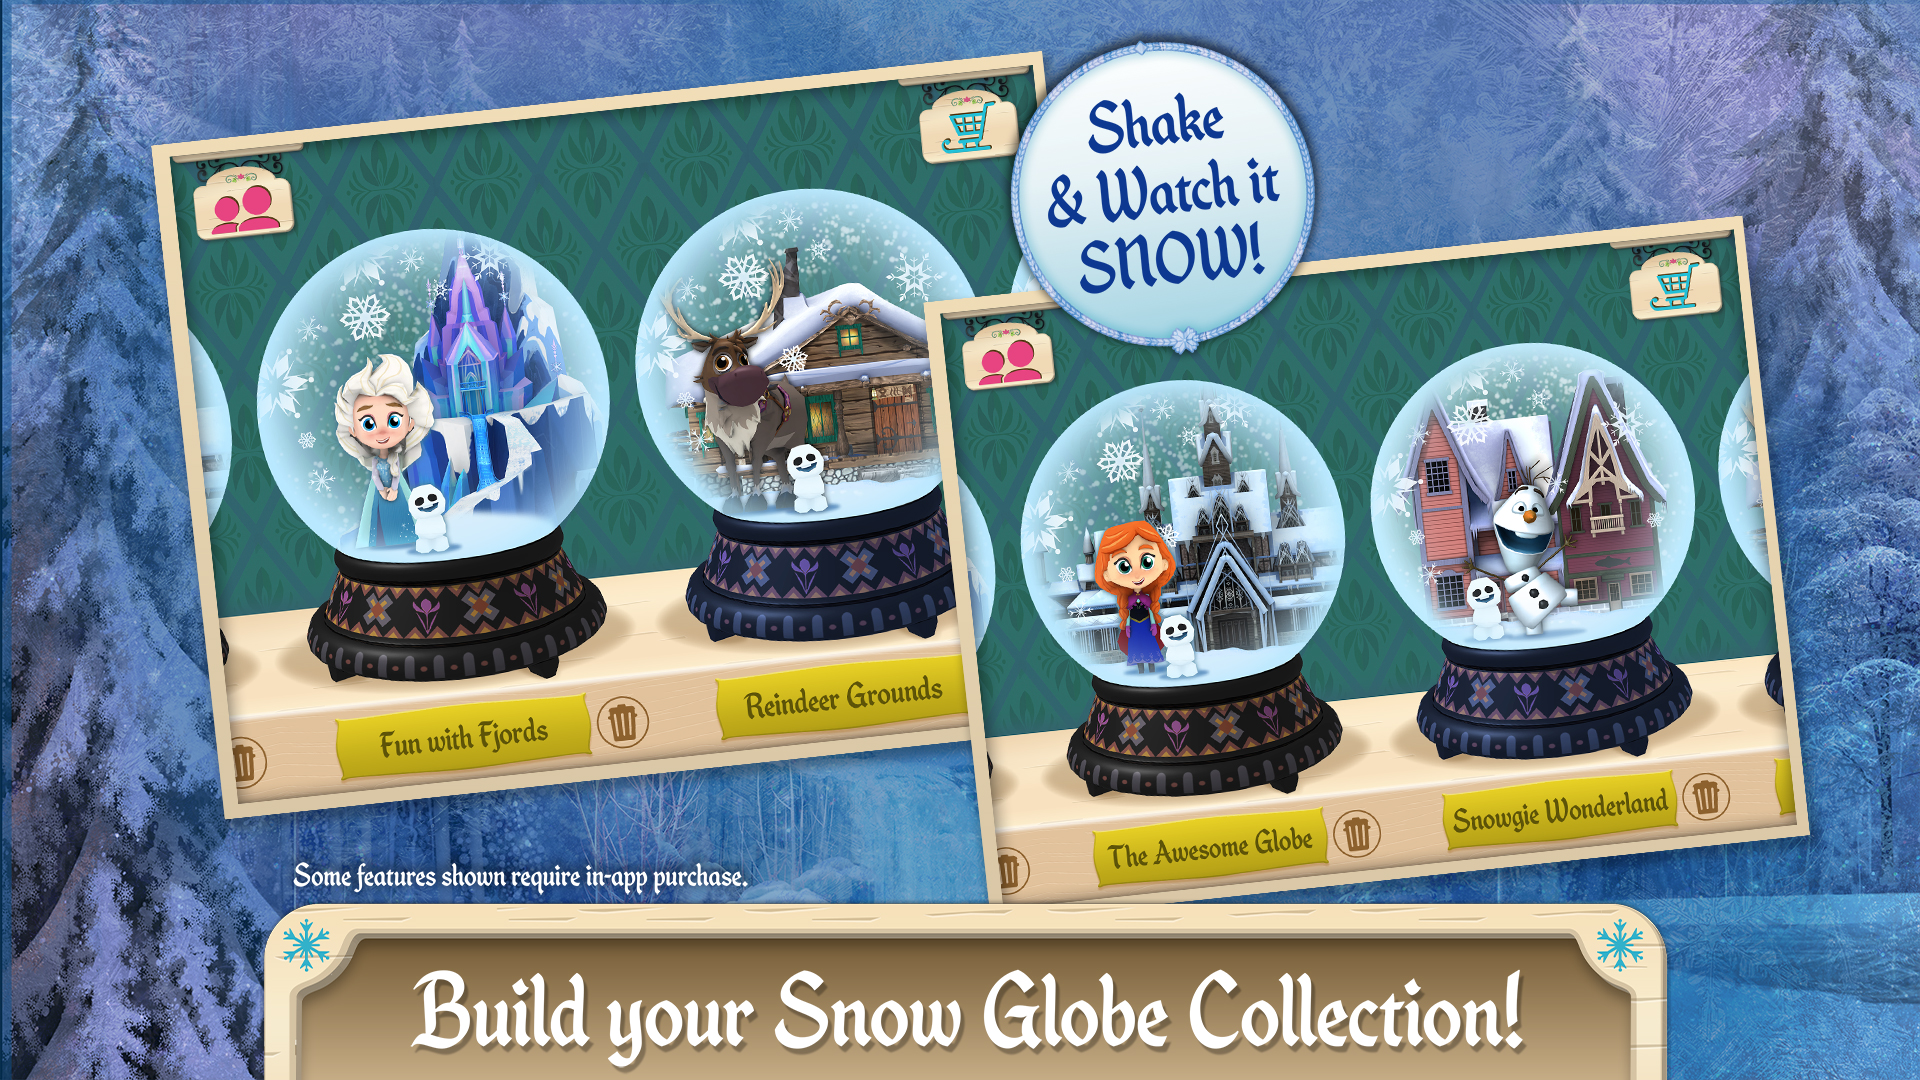 Shake
& Watch it
SNOW!
Fun with Fjords
Reindeer Grounds
The Awesome Globe
Snowgie Wonderland
Some features shown require in-app purchase.
Build your Snow Globe Collection!